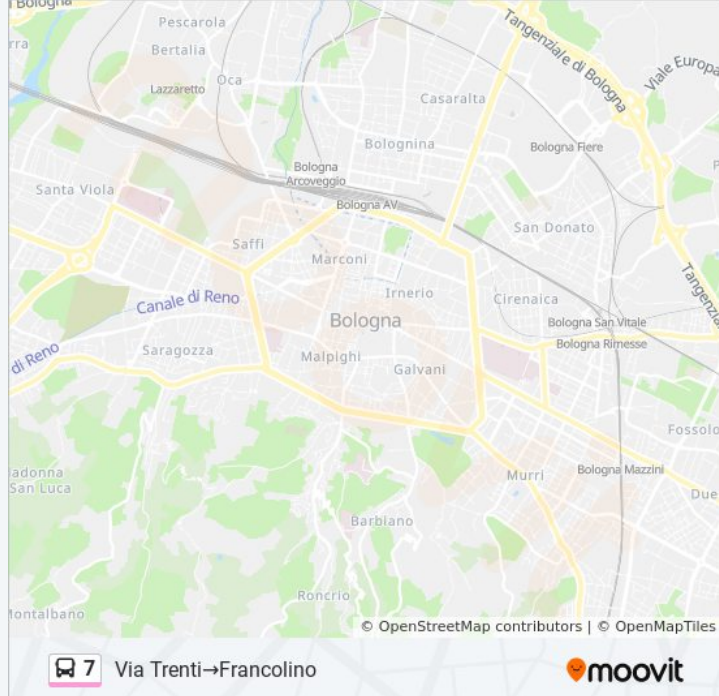 i Bologna
Pescarola
Tangenziale di Bologna
Bertalia
Viale Europa
Oca
Lazzaretto
Casaralta
Bolognina
Bologna Fiere
Bologna
Arcoveggio
Santa Viola
Bologna AV
San Donato
Saffi
Marconi
Irnerio
Cirenaica
Canale di Reno
Bologna
Bologna San Vitale
Bologna Rimesse
di Reno
Saragozza
Malpighi
Galvani
Fossolo
Murri
Bologna Mazzini
San Luca
Due
Barbiano
Roncrio
© OpenStreetMap contributors | © OpenMapTiles
7 Via Trenti→Francolino
moovit